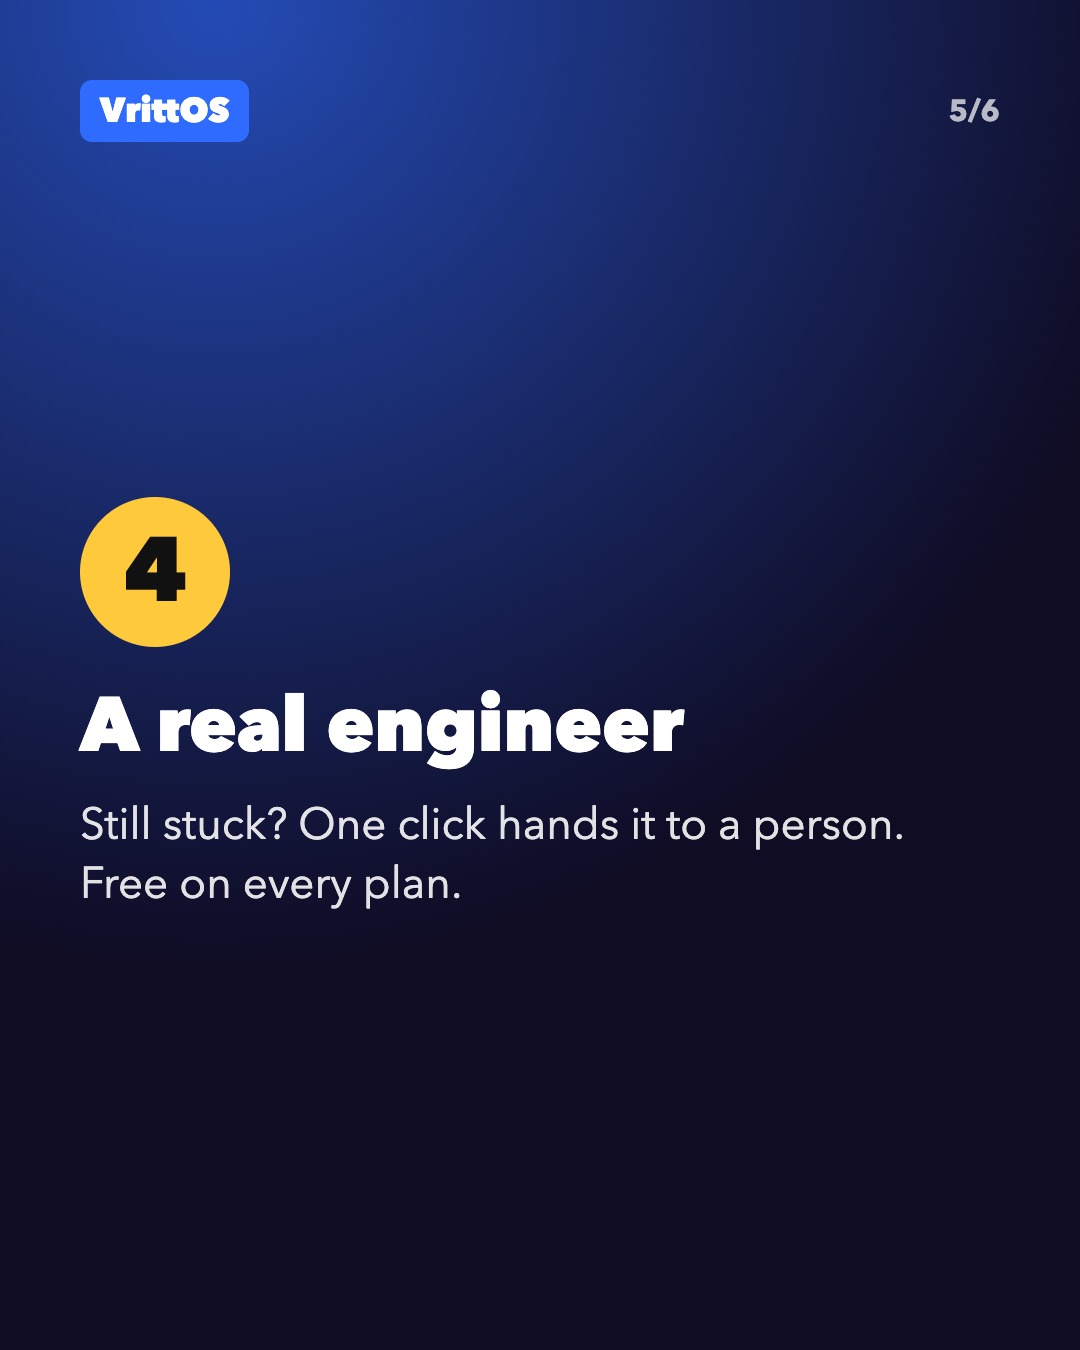 VrittOS
5/6
4
A real engineer
Still stuck? One click hands it to a person.
Free on every plan.